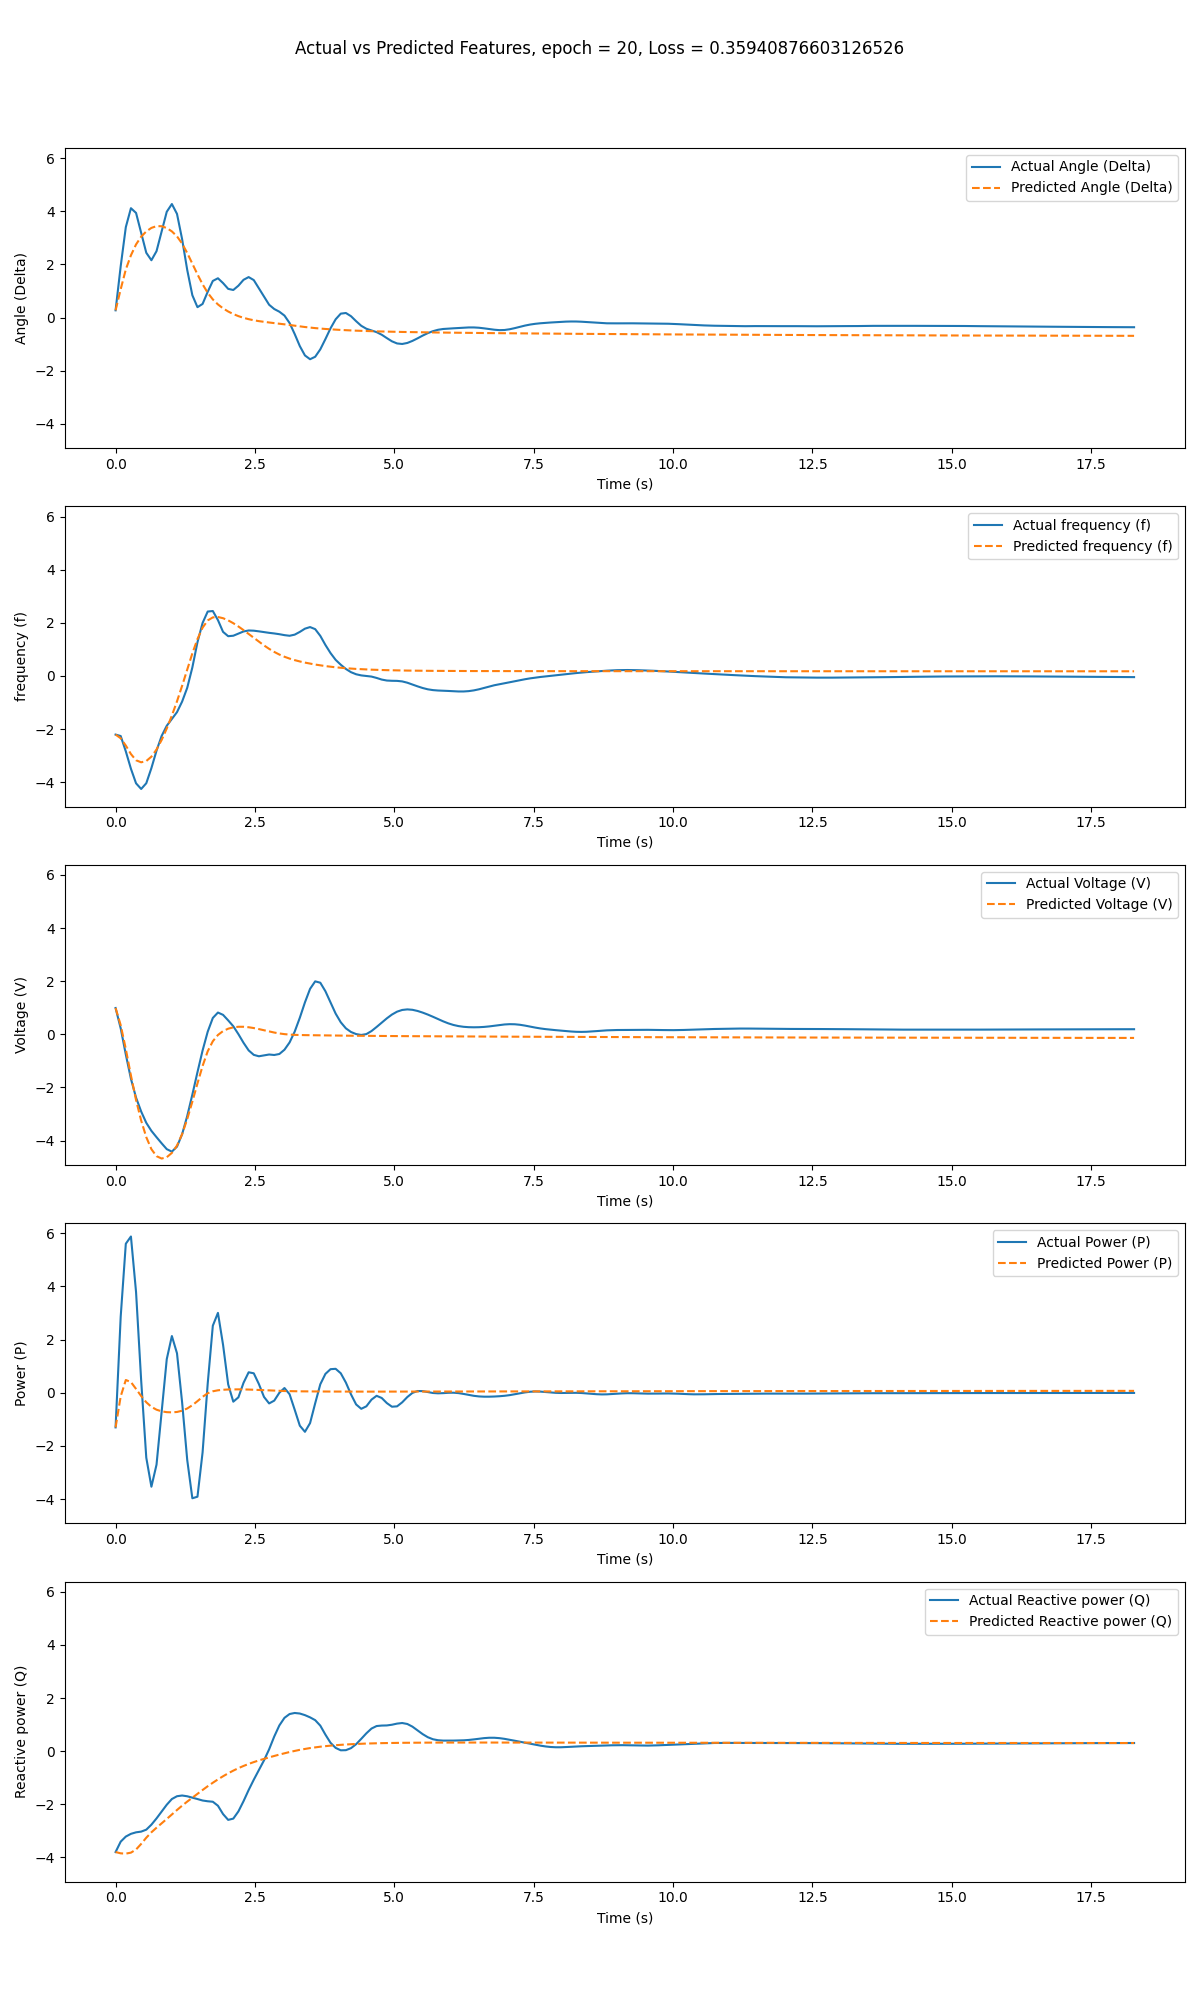 Actual vs Predicted Features, epoch = 20, Loss = 0.35940876603126526
Actual Angle (Delta)
Predicted Angle (Delta)
Angle (Delta)
6
4
2
0
−2
−4
0.0 2.5 5.0 7.5 10.0 12.5 15.0 17.5
Time (s)
Actual frequency (f)
Predicted frequency (f)
frequency (f)
6
4
2
0
−2
−4
0.0 2.5 5.0 7.5 10.0 12.5 15.0 17.5
Time (s)
Actual Voltage (V)
Predicted Voltage (V)
Voltage (V)
6
4
2
0
−2
−4
0.0 2.5 5.0 7.5 10.0 12.5 15.0 17.5
Time (s)
Actual Power (P)
Predicted Power (P)
Power (P)
6
4
2
0
−2
−4
0.0 2.5 5.0 7.5 10.0 12.5 15.0 17.5
Time (s)
Actual Reactive power (Q)
Predicted Reactive power (Q)
Reactive power (Q)
6
4
2
0
−2
−4
0.0 2.5 5.0 7.5 10.0 12.5 15.0 17.5
Time (s)